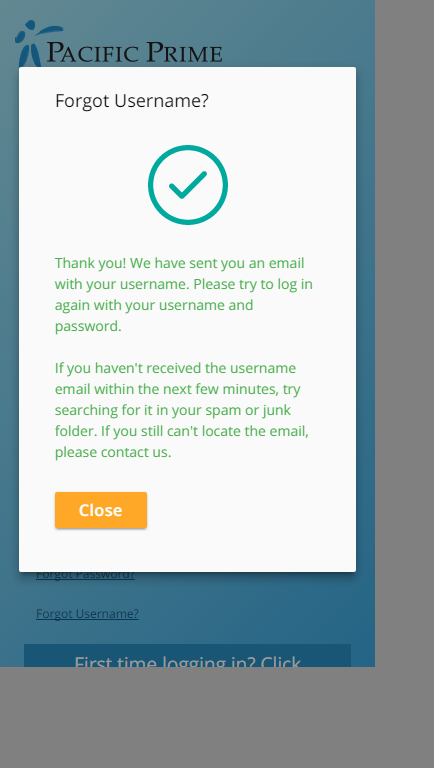 PACIFIC PRIME
Forgot Username?
Thank you! We have sent you an email
with your username. Please try to log in
again with your username and
password.
If you haven't received the username
email within the next few minutes, try
searching for it in your spam or junk
folder. If you still can't locate the email,
please contact us.
Close
Forgot Password?
Forgot Username?
First time logging in? Click